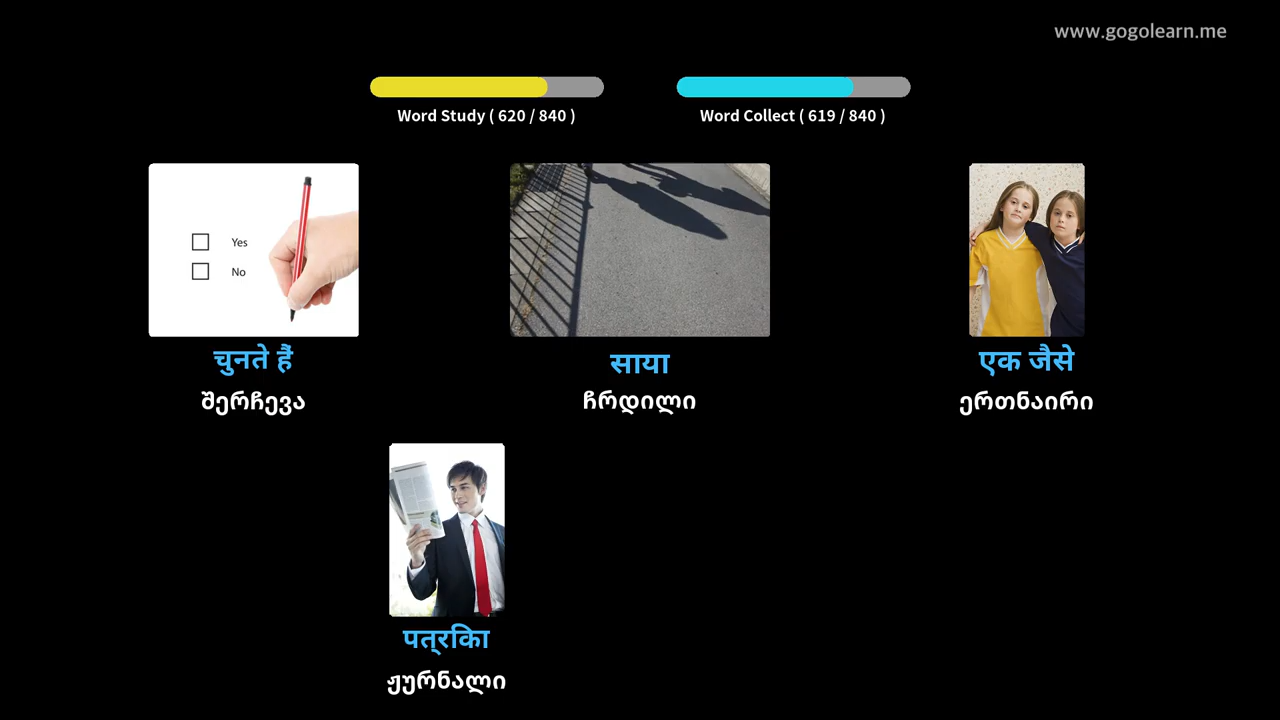 www.gogolearn.me
Word Study ( 620 / 840 )
Word Collect ( 619 / 840 )
Yes
No
चुनते हैं
შერჩევა
साया
ჩრდილი
एक जैसे
ერთნაირი
पत्रिका
ჟურნალი